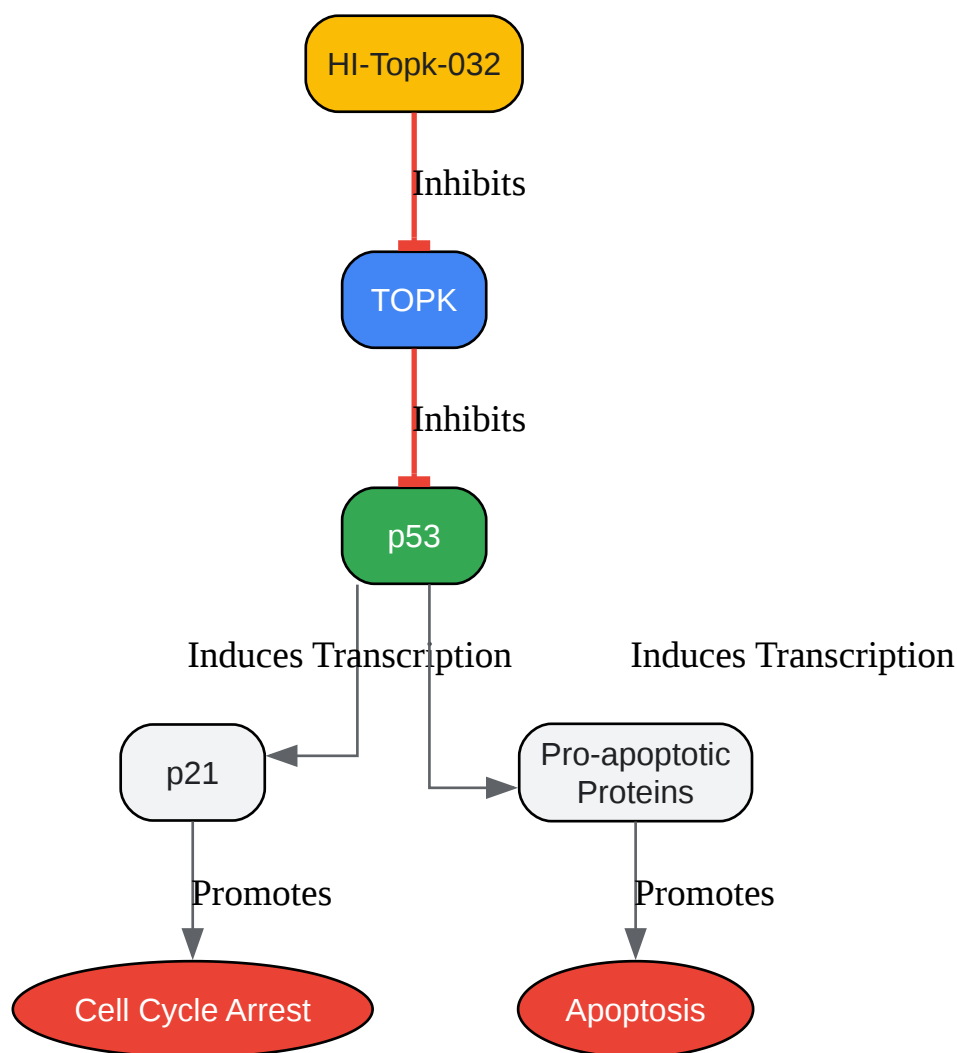 HI-Topk-032
Inhibits
TOPK
Inhibits
p53
Induces Transcription
Induces Transcription
p21
Pro-apoptotic
Proteins
Promotes
Promotes
Cell Cycle Arrest
Apoptosis